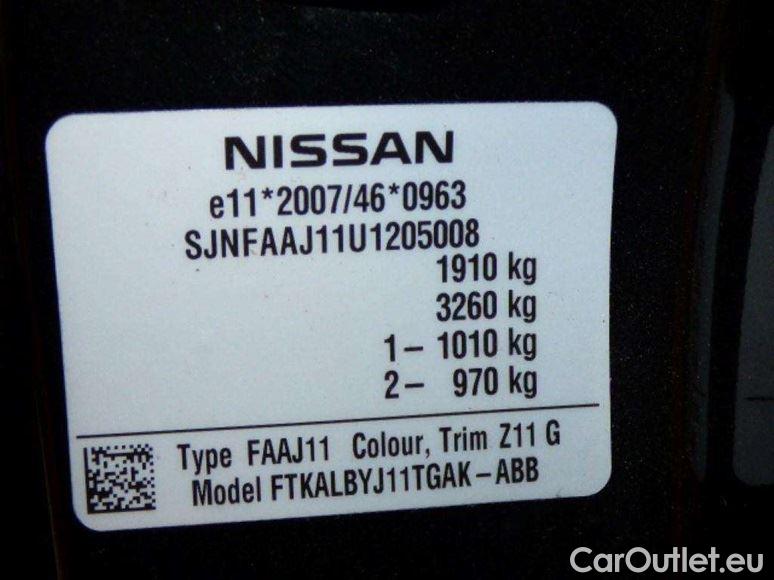 NISSAN
e11*2007/46*0963
SJNFAAJ11U1205008
1910 kg
3260 kg
1– 1010 kg
2– 970 kg
Type FAAJ11 Colour, Trim Z11 G
Model FTKALBYJ11TGAK–ABB
CarOutlet.eu